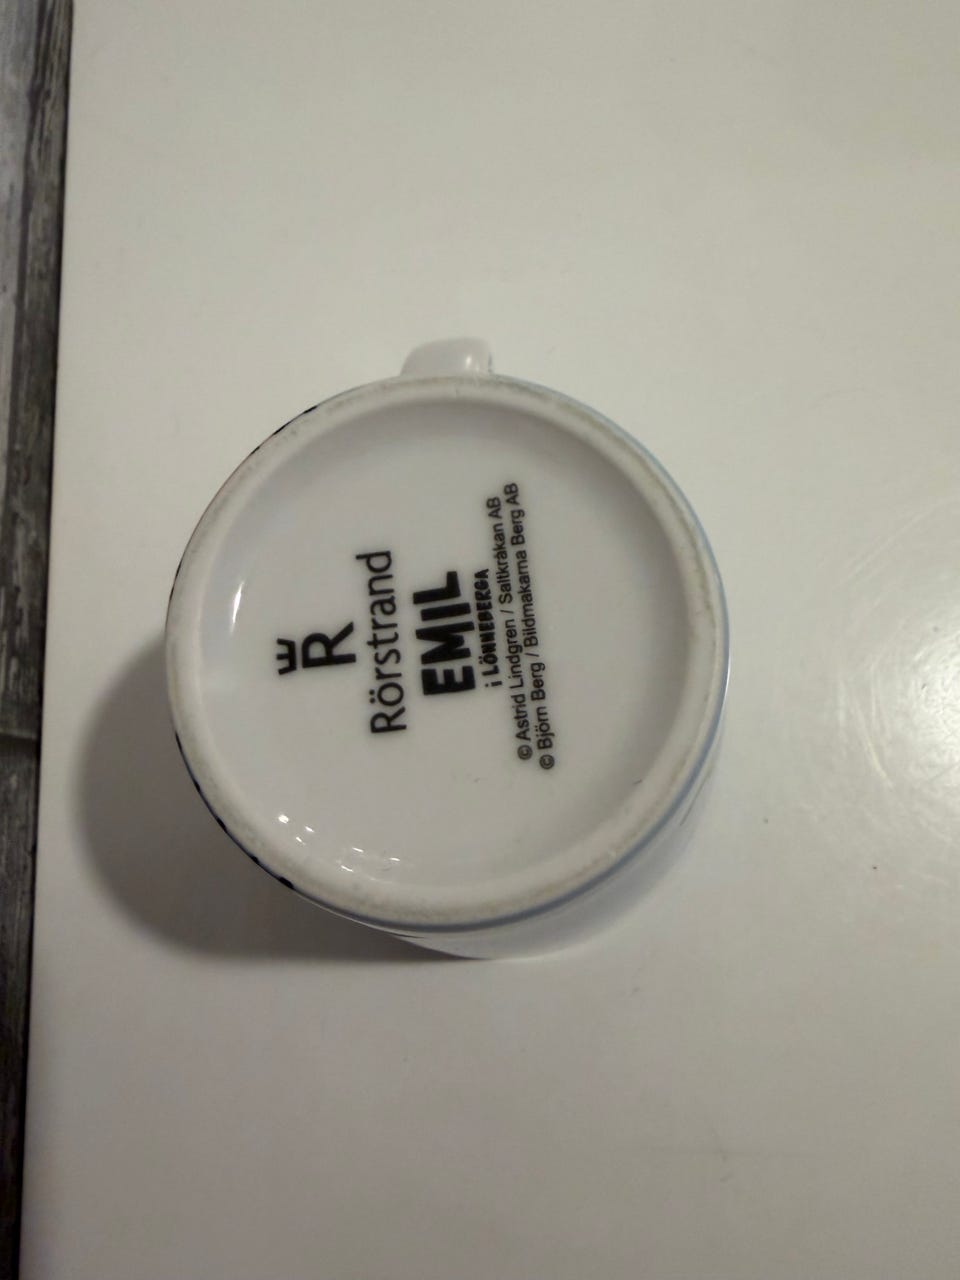 R
Rörstrand
EMIL
i LÖNNEBERGA
© Astrid Lindgren / Saltkråkan AB
© Björn Berg / Bildmakarna Berg AB